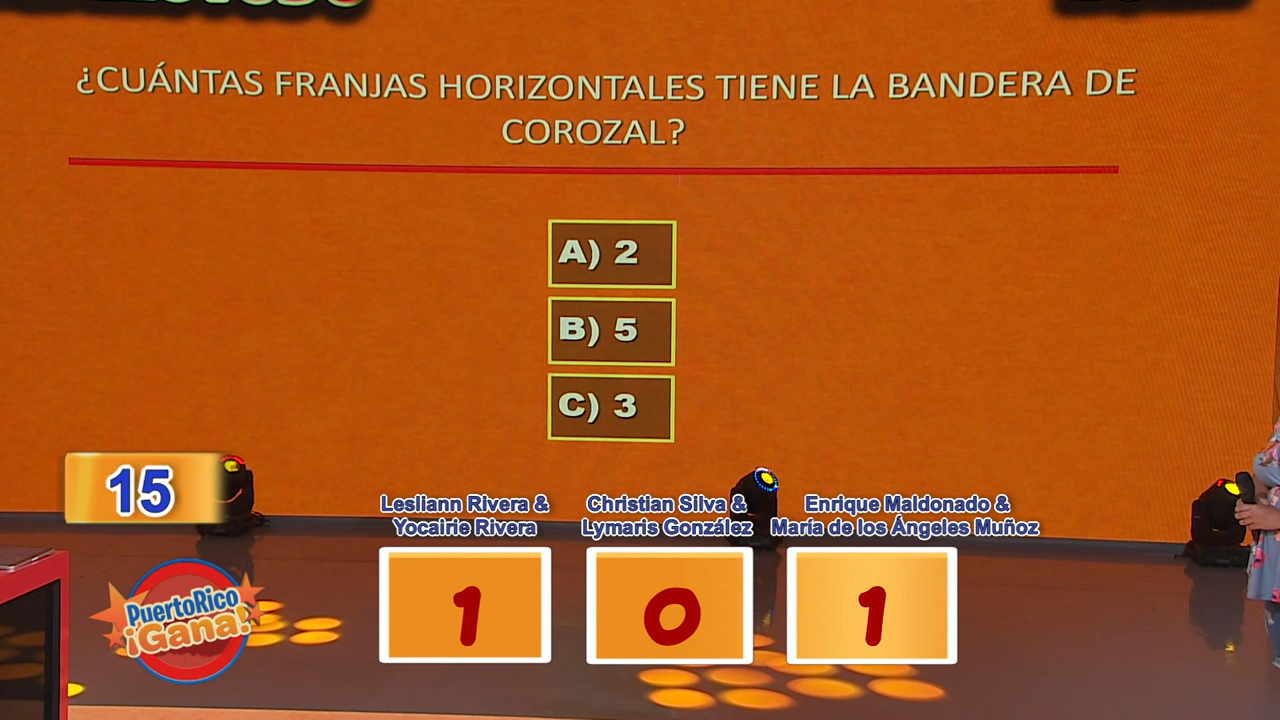 ¿CUÁNTAS FRANJAS HORIZONTALES TIENE LA BANDERA DE
COROZAL?
A) 2
B) 5
C) 3
15
Lesliann Rivera &
Yocairie Rivera
Christian Silva &
Lymaris González
Enrique Maldonado &
María de los Ángeles Muñoz
1
0
1
PuertoRico
¡Gana!